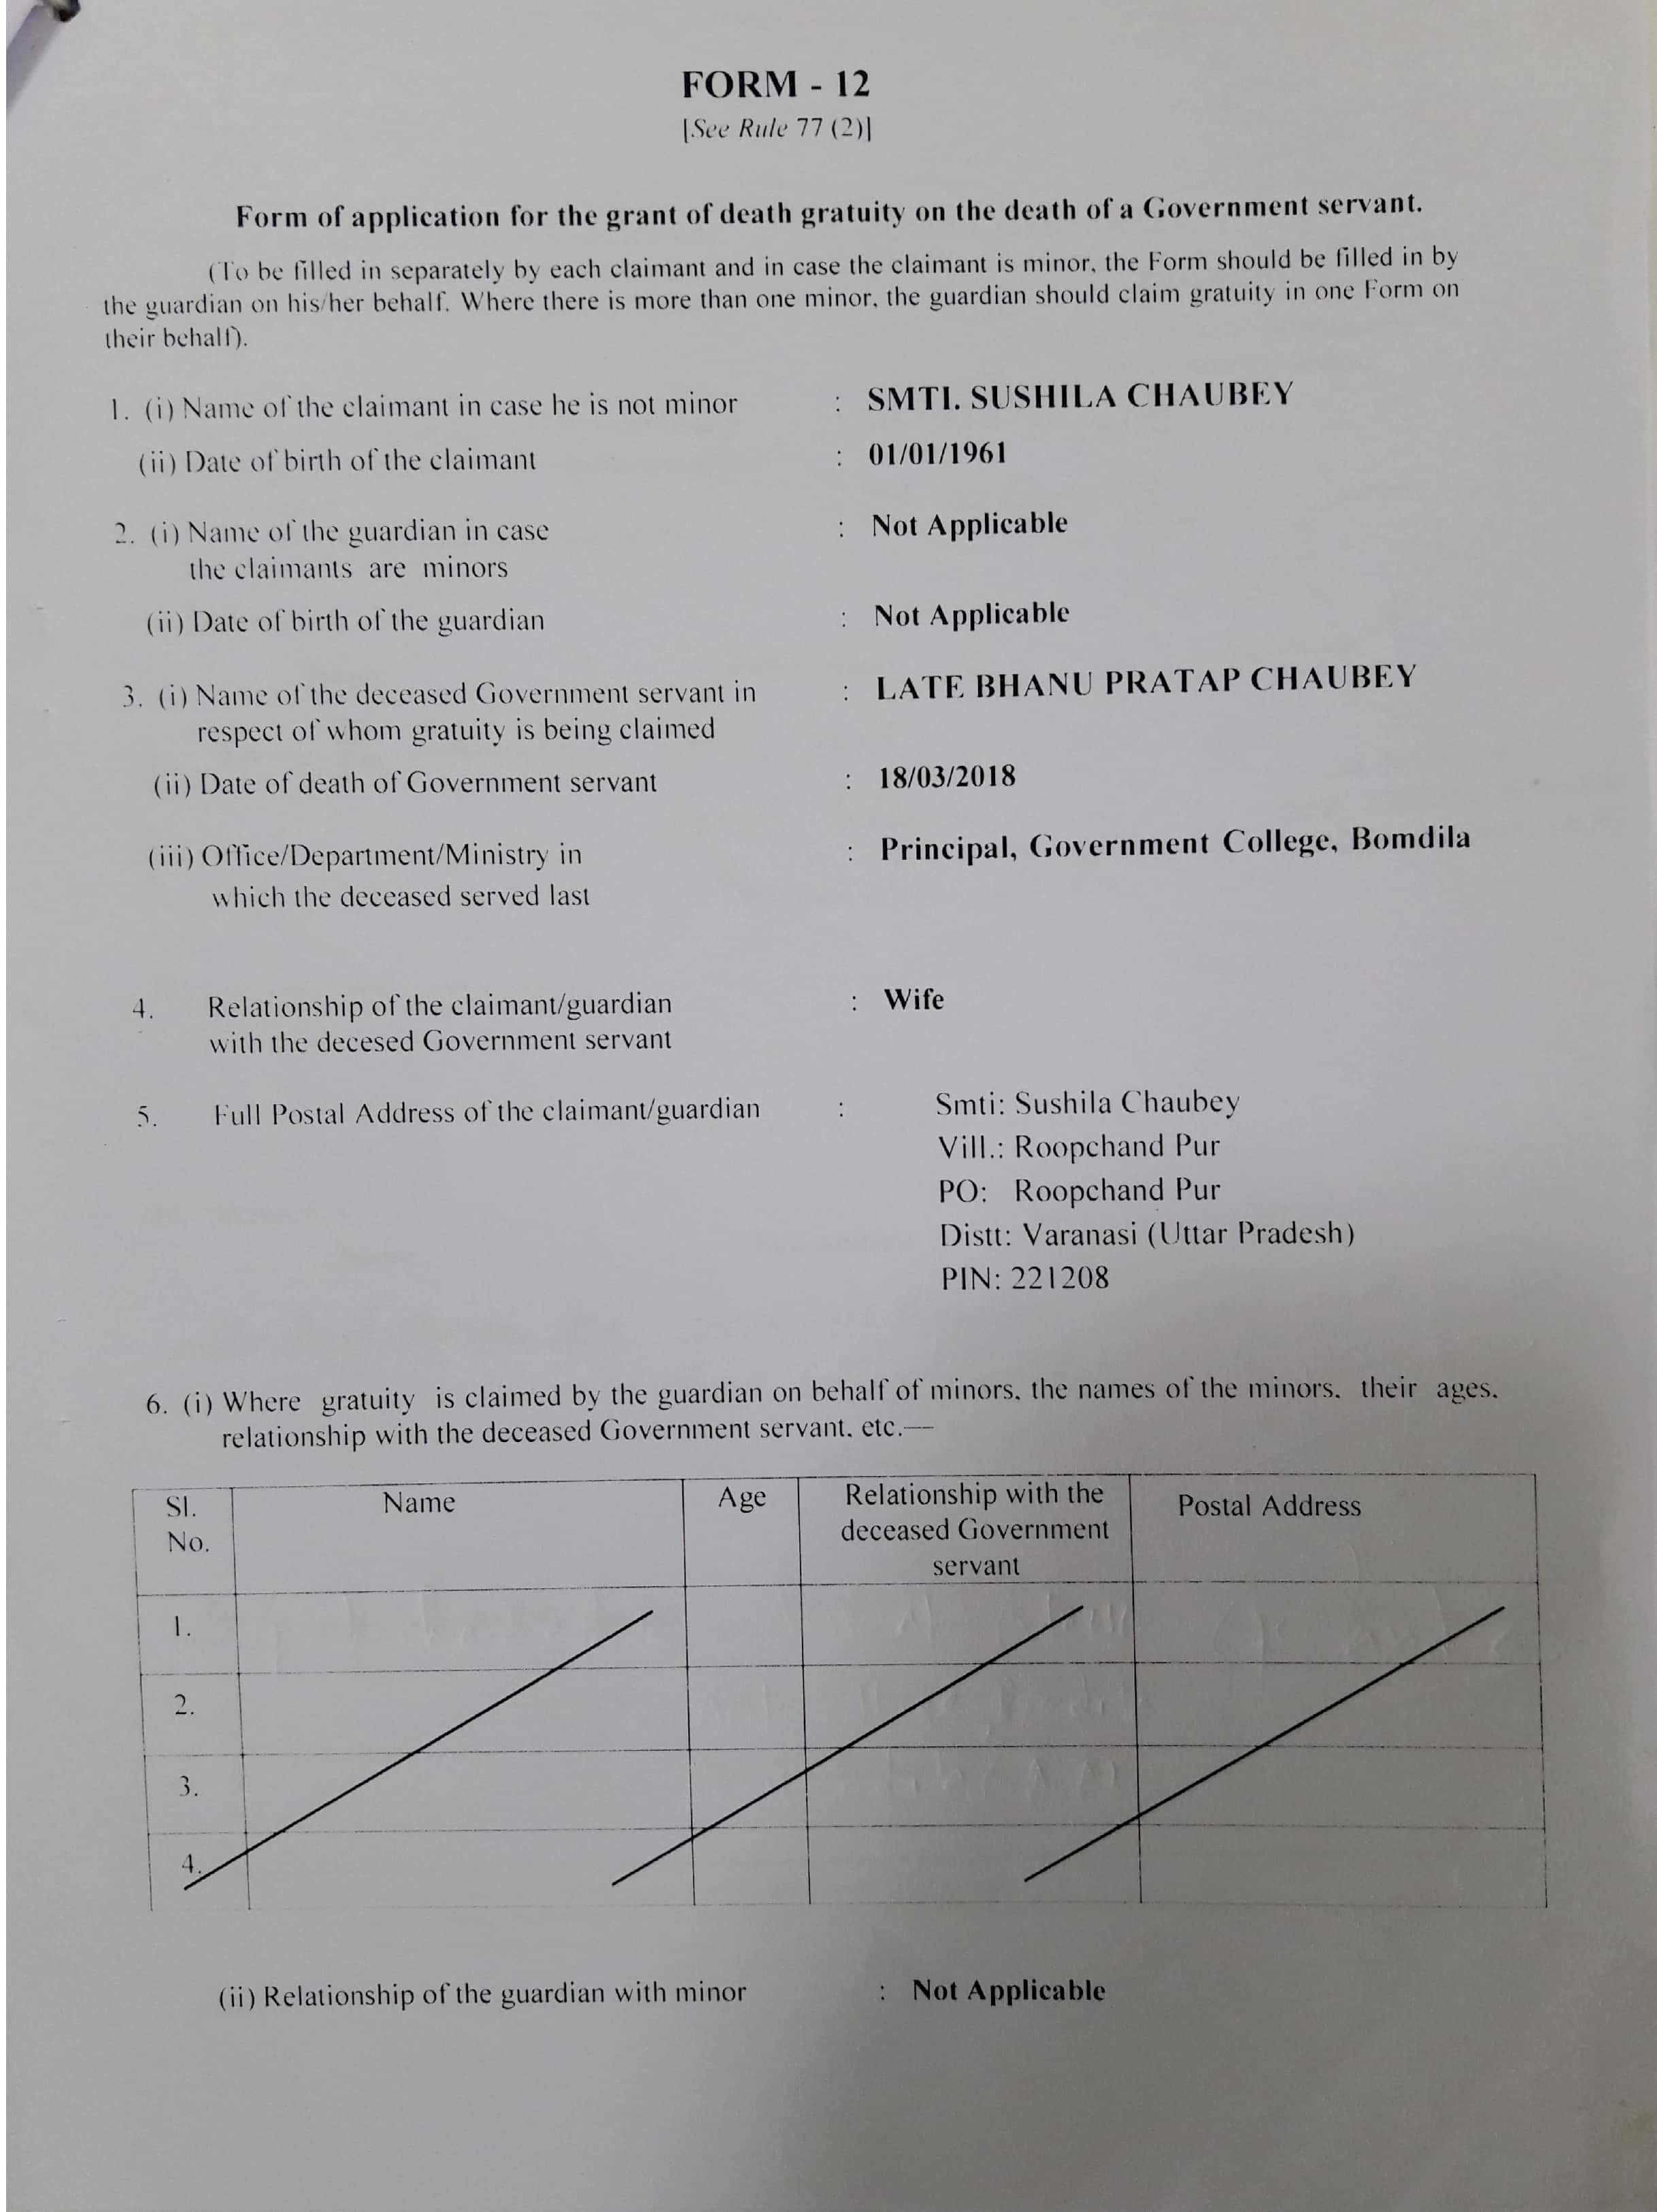 FORM - 12
[See Rule 77 (2)]
Form of application for the grant of death gratuity on the death of a Government servant.
(To be filled in separately by each claimant and in case the claimant is minor, the Form should be filled in by
the guardian on his/her behalf. Where there is more than one minor, the guardian should claim gratuity in one Form on
their behalf).
1. (i) Name of the claimant in case he is not minor : SMTI. SUSHILA CHAUBEY
(ii) Date of birth of the claimant : 01/01/1961
2. (i) Name of the guardian in case : Not Applicable
the claimants are minors
(ii) Date of birth of the guardian : Not Applicable
3. (i) Name of the deceased Government servant in : LATE BHANU PRATAP CHAUBEY
respect of whom gratuity is being claimed
(ii) Date of death of Government servant : 18/03/2018
(iii) Office/Department/Ministry in : Principal, Government College, Bomdila
which the deceased served last
4. Relationship of the claimant/guardian : Wife
with the decesed Government servant
5. Full Postal Address of the claimant/guardian : Smti: Sushila Chaubey
Vill.: Roopchand Pur
PO: Roopchand Pur
Distt: Varanasi (Uttar Pradesh)
PIN: 221208
6. (i) Where gratuity is claimed by the guardian on behalf of minors, the names of the minors, their ages,
relationship with the deceased Government servant, etc.—
Sl. Name Age Relationship with the Postal Address
No. deceased Government
servant
1.
2.
3.
4.
(ii) Relationship of the guardian with minor : Not Applicable